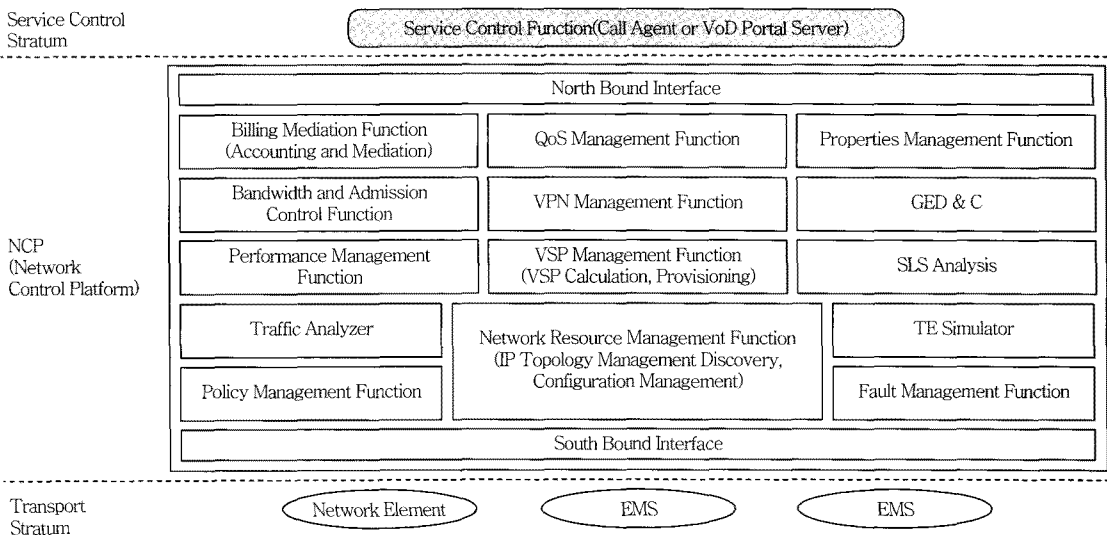 Service Control
Stratum
Service Control Function(Call Agent or VoD Portal Server)
North Bound Interface
Billing Mediation Function
(Accounting and Mediation)
QoS Management Function
Properties Management Function
Bandwidth and Admission
Control Function
VPN Management Function
GED & C
NCP
(Network
Control Platform)
Performance Management
Function
VSP Management Function
(VSP Calculation, Provisioning)
SLS Analysis
Traffic Analyzer
Network Resource Management Function
(IP Topology Management Discovery,
Configuration Management)
TE Simulator
Policy Management Function
Fault Management Function
South Bound Interface
Transport
Stratum
Network Element
EMS
EMS